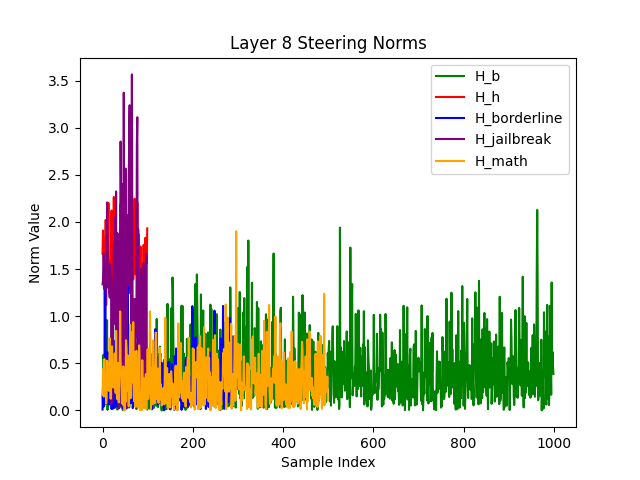 Layer 8 Steering Norms
H_b
H_h
H_borderline
H_jailbreak
H_math
Norm Value
3.5
3.0
2.5
2.0
1.5
1.0
0.5
0.0
0
200
400
600
800
1000
Sample Index